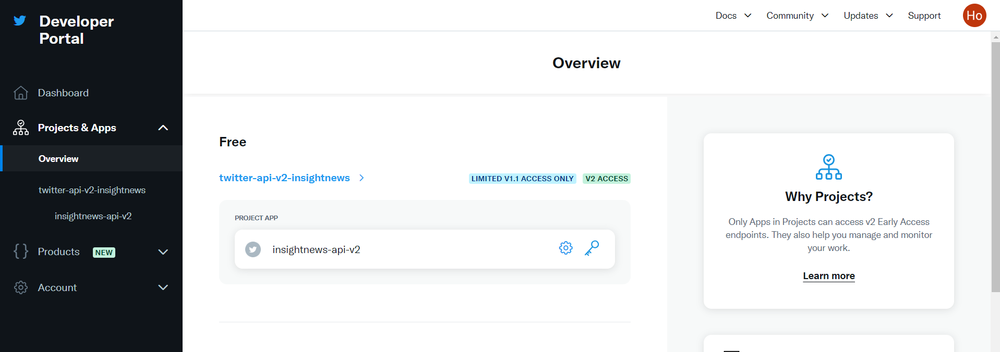 Developer
Portal
Docs
Community
Updates
Support
Ho
Dashboard
Projects & Apps
Overview
twitter-api-v2-insightnews
insightnews-api-v2
Products NEW
Account
Overview
Free
twitter-api-v2-insightnews
LIMITED V1.1 ACCESS ONLY
V2 ACCESS
PROJECT APP
insightnews-api-v2
Why Projects?
Only Apps in Projects can access v2 Early Access
endpoints. They also help you manage and monitor
your work.
Learn more